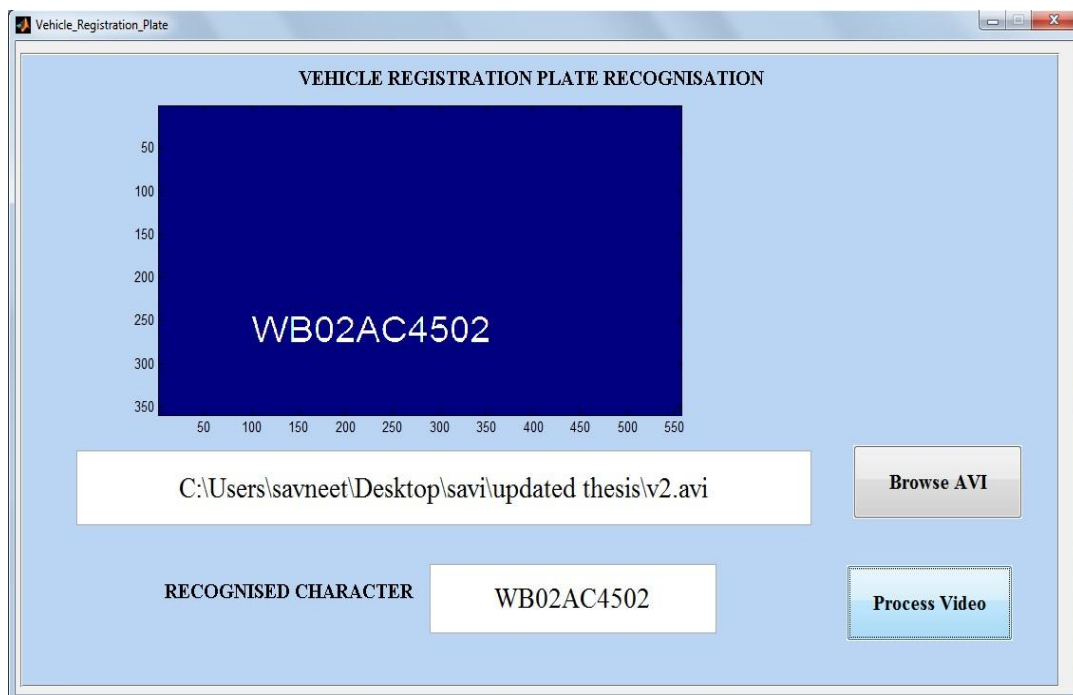 Vehicle_Registration_Plate
VEHICLE REGISTRATION PLATE RECOGNISATION
50
100
150
200
250
300
350
WB02AC4502
50 100 150 200 250 300 350 400 450 500 550
C:\Users\savneet\Desktop\savi\updated thesis\v2.avi
Browse AVI
RECOGNISED CHARACTER
WB02AC4502
Process Video